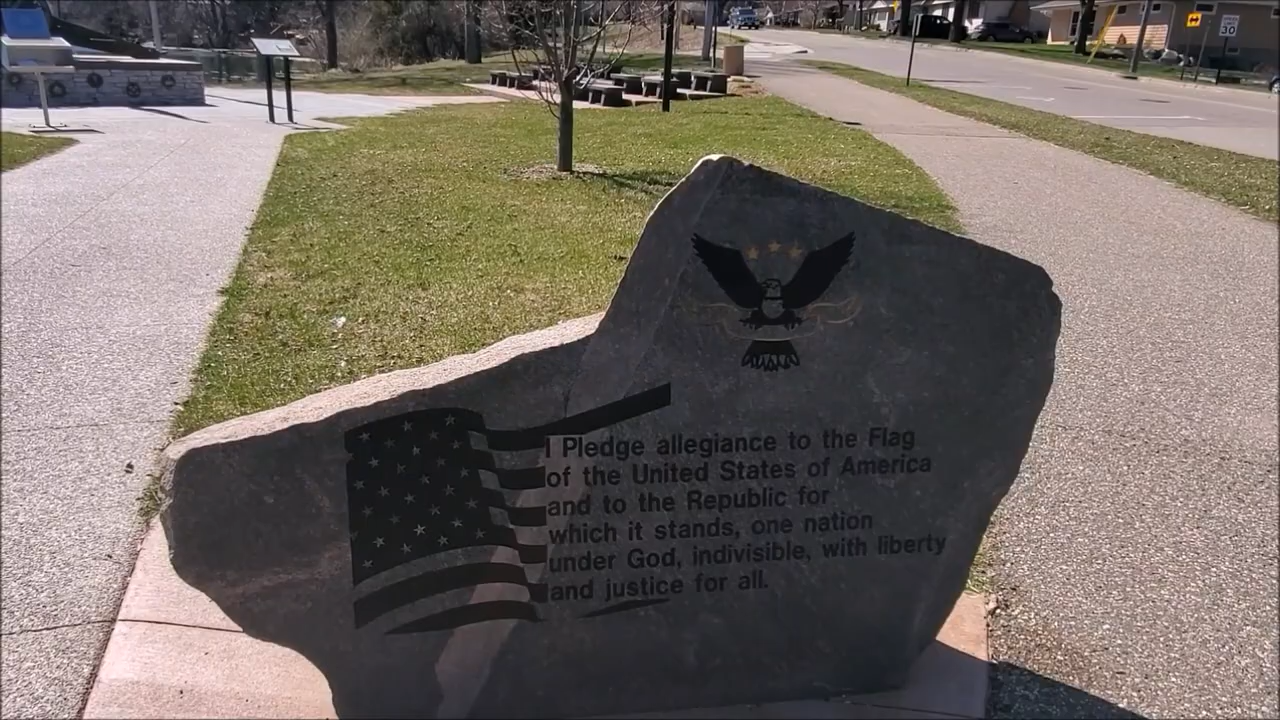 I Pledge allegiance to the Flag
of the United States of America
and to the Republic for
which it stands, one nation
under God, indivisible, with liberty
and justice for all.
30